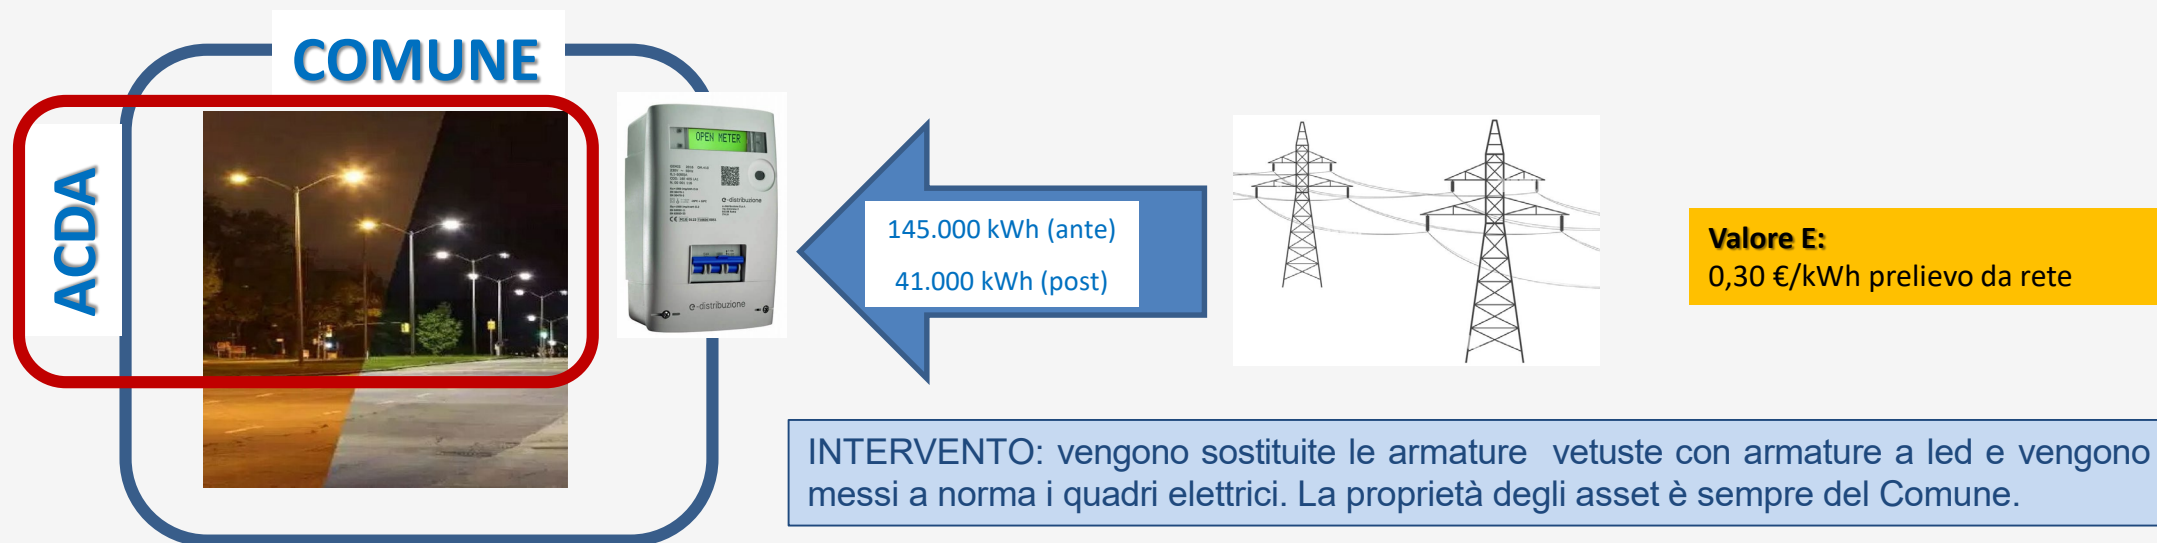 COMUNE
ACDA
OPEN METER
e-distribuzione
e-distribuzione
145.000 kWh (ante)
41.000 kWh (post)
Valore E:
0,30 €/kWh prelievo da rete
INTERVENTO: vengono sostituite le armature vetuste con armature a led e vengono
messi a norma i quadri elettrici. La proprietà degli asset è sempre del Comune.